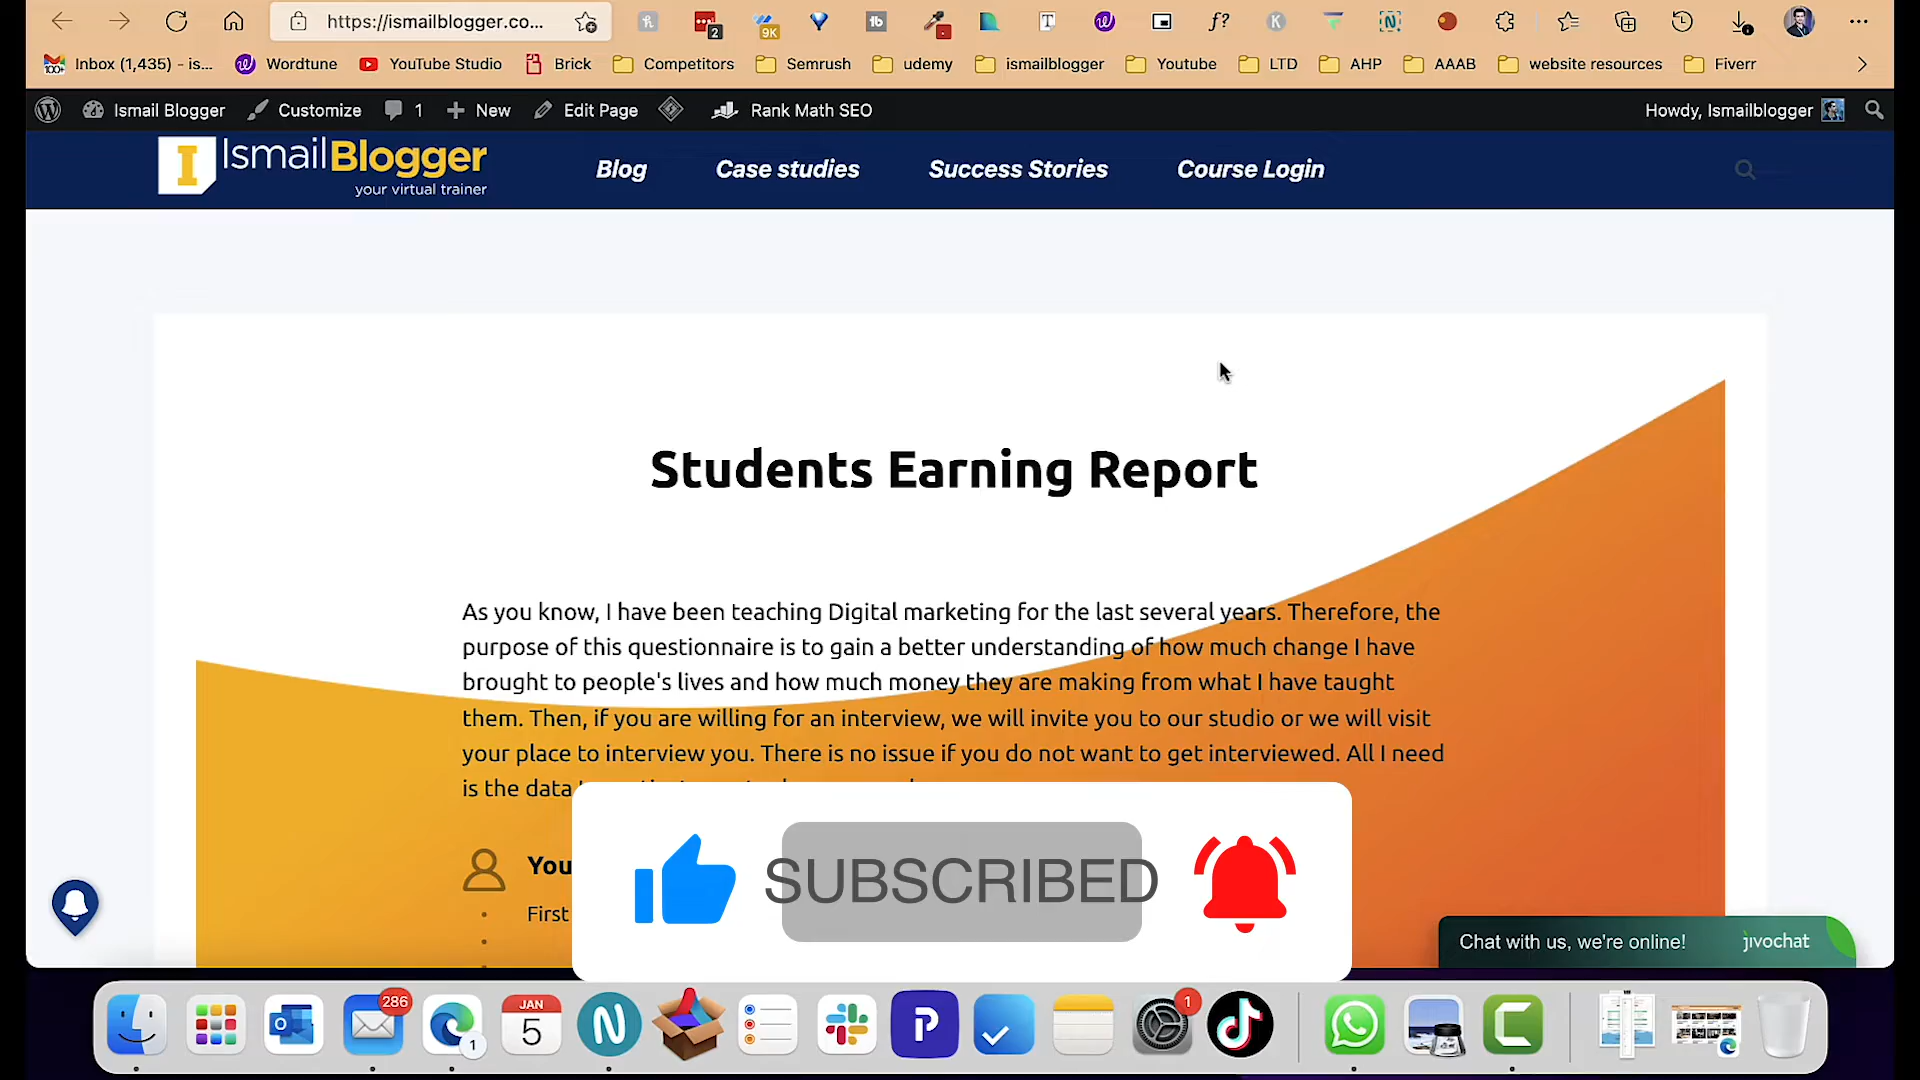 https://ismailblogger.co...
2
9K
tb
T
f?
K
N
Inbox (1,435) - is...
Wordtune
YouTube Studio
Brick
Competitors
Semrush
udemy
ismailblogger
Youtube
LTD
AHP
AAAB
website resources
Fiverr
Ismail Blogger
Customize
1
New
Edit Page
Rank Math SEO
Howdy, Ismailblogger
IsmailBlogger
your virtual trainer
Blog
Case studies
Success Stories
Course Login
Students Earning Report
As you know, I have been teaching Digital marketing for the last several years. Therefore, the
purpose of this questionnaire is to gain a better understanding of how much change I have
brought to people's lives and how much money they are making from what I have taught
them. Then, if you are willing for an interview, we will invite you to our studio or we will visit
your place to interview you. There is no issue if you do not want to get interviewed. All I need
is the data
You
First
SUBSCRIBED
Chat with us, we're online!
jivochat
286
1
JAN
5
N
P
1
C